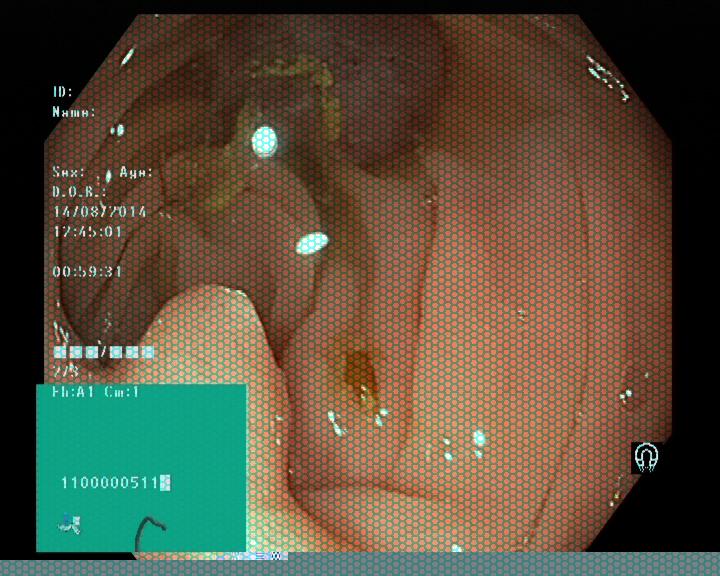 ID:
Name:
Sex: Age:
D.O.B.:
14/08/2014
12:45:01
00:59:31
2/3
Eh:A1 Cm:1
1100000511